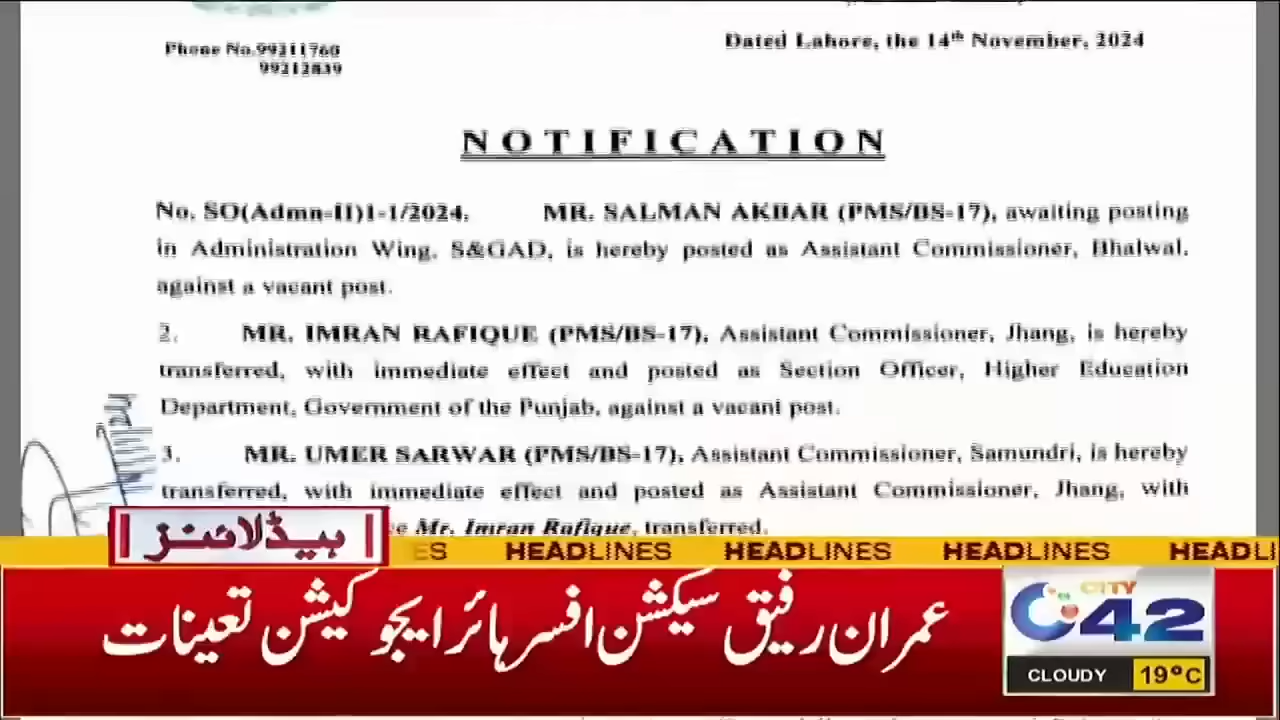 Phone No.99211760
99212839
Dated Lahore, the 14th November, 2024
NOTIFICATION
No. SO(Admn-II)1-1/2024. MR. SALMAN AKBAR (PMS/BS-17), awaiting posting
in Administration Wing, S&GAD, is hereby posted as Assistant Commissioner, Bhalwal,
against a vacant post.
2. MR. IMRAN RAFIQUE (PMS/BS-17), Assistant Commissioner, Jhang, is hereby
transferred, with immediate effect and posted as Section Officer, Higher Education
Department, Government of the Punjab, against a vacant post.
3. MR. UMER SARWAR (PMS/BS-17), Assistant Commissioner, Samundri, is hereby
transferred, with immediate effect and posted as Assistant Commissioner, Jhang, with
Mr. Imran Rafique, transferred.
ہیڈلائنز
ES HEADLINES HEADLINES HEADLINES HEADLI
عمران رفیق سیکشن افسر ہائر ایجوکیشن تعینات
CITY
42
CLOUDY 19°C